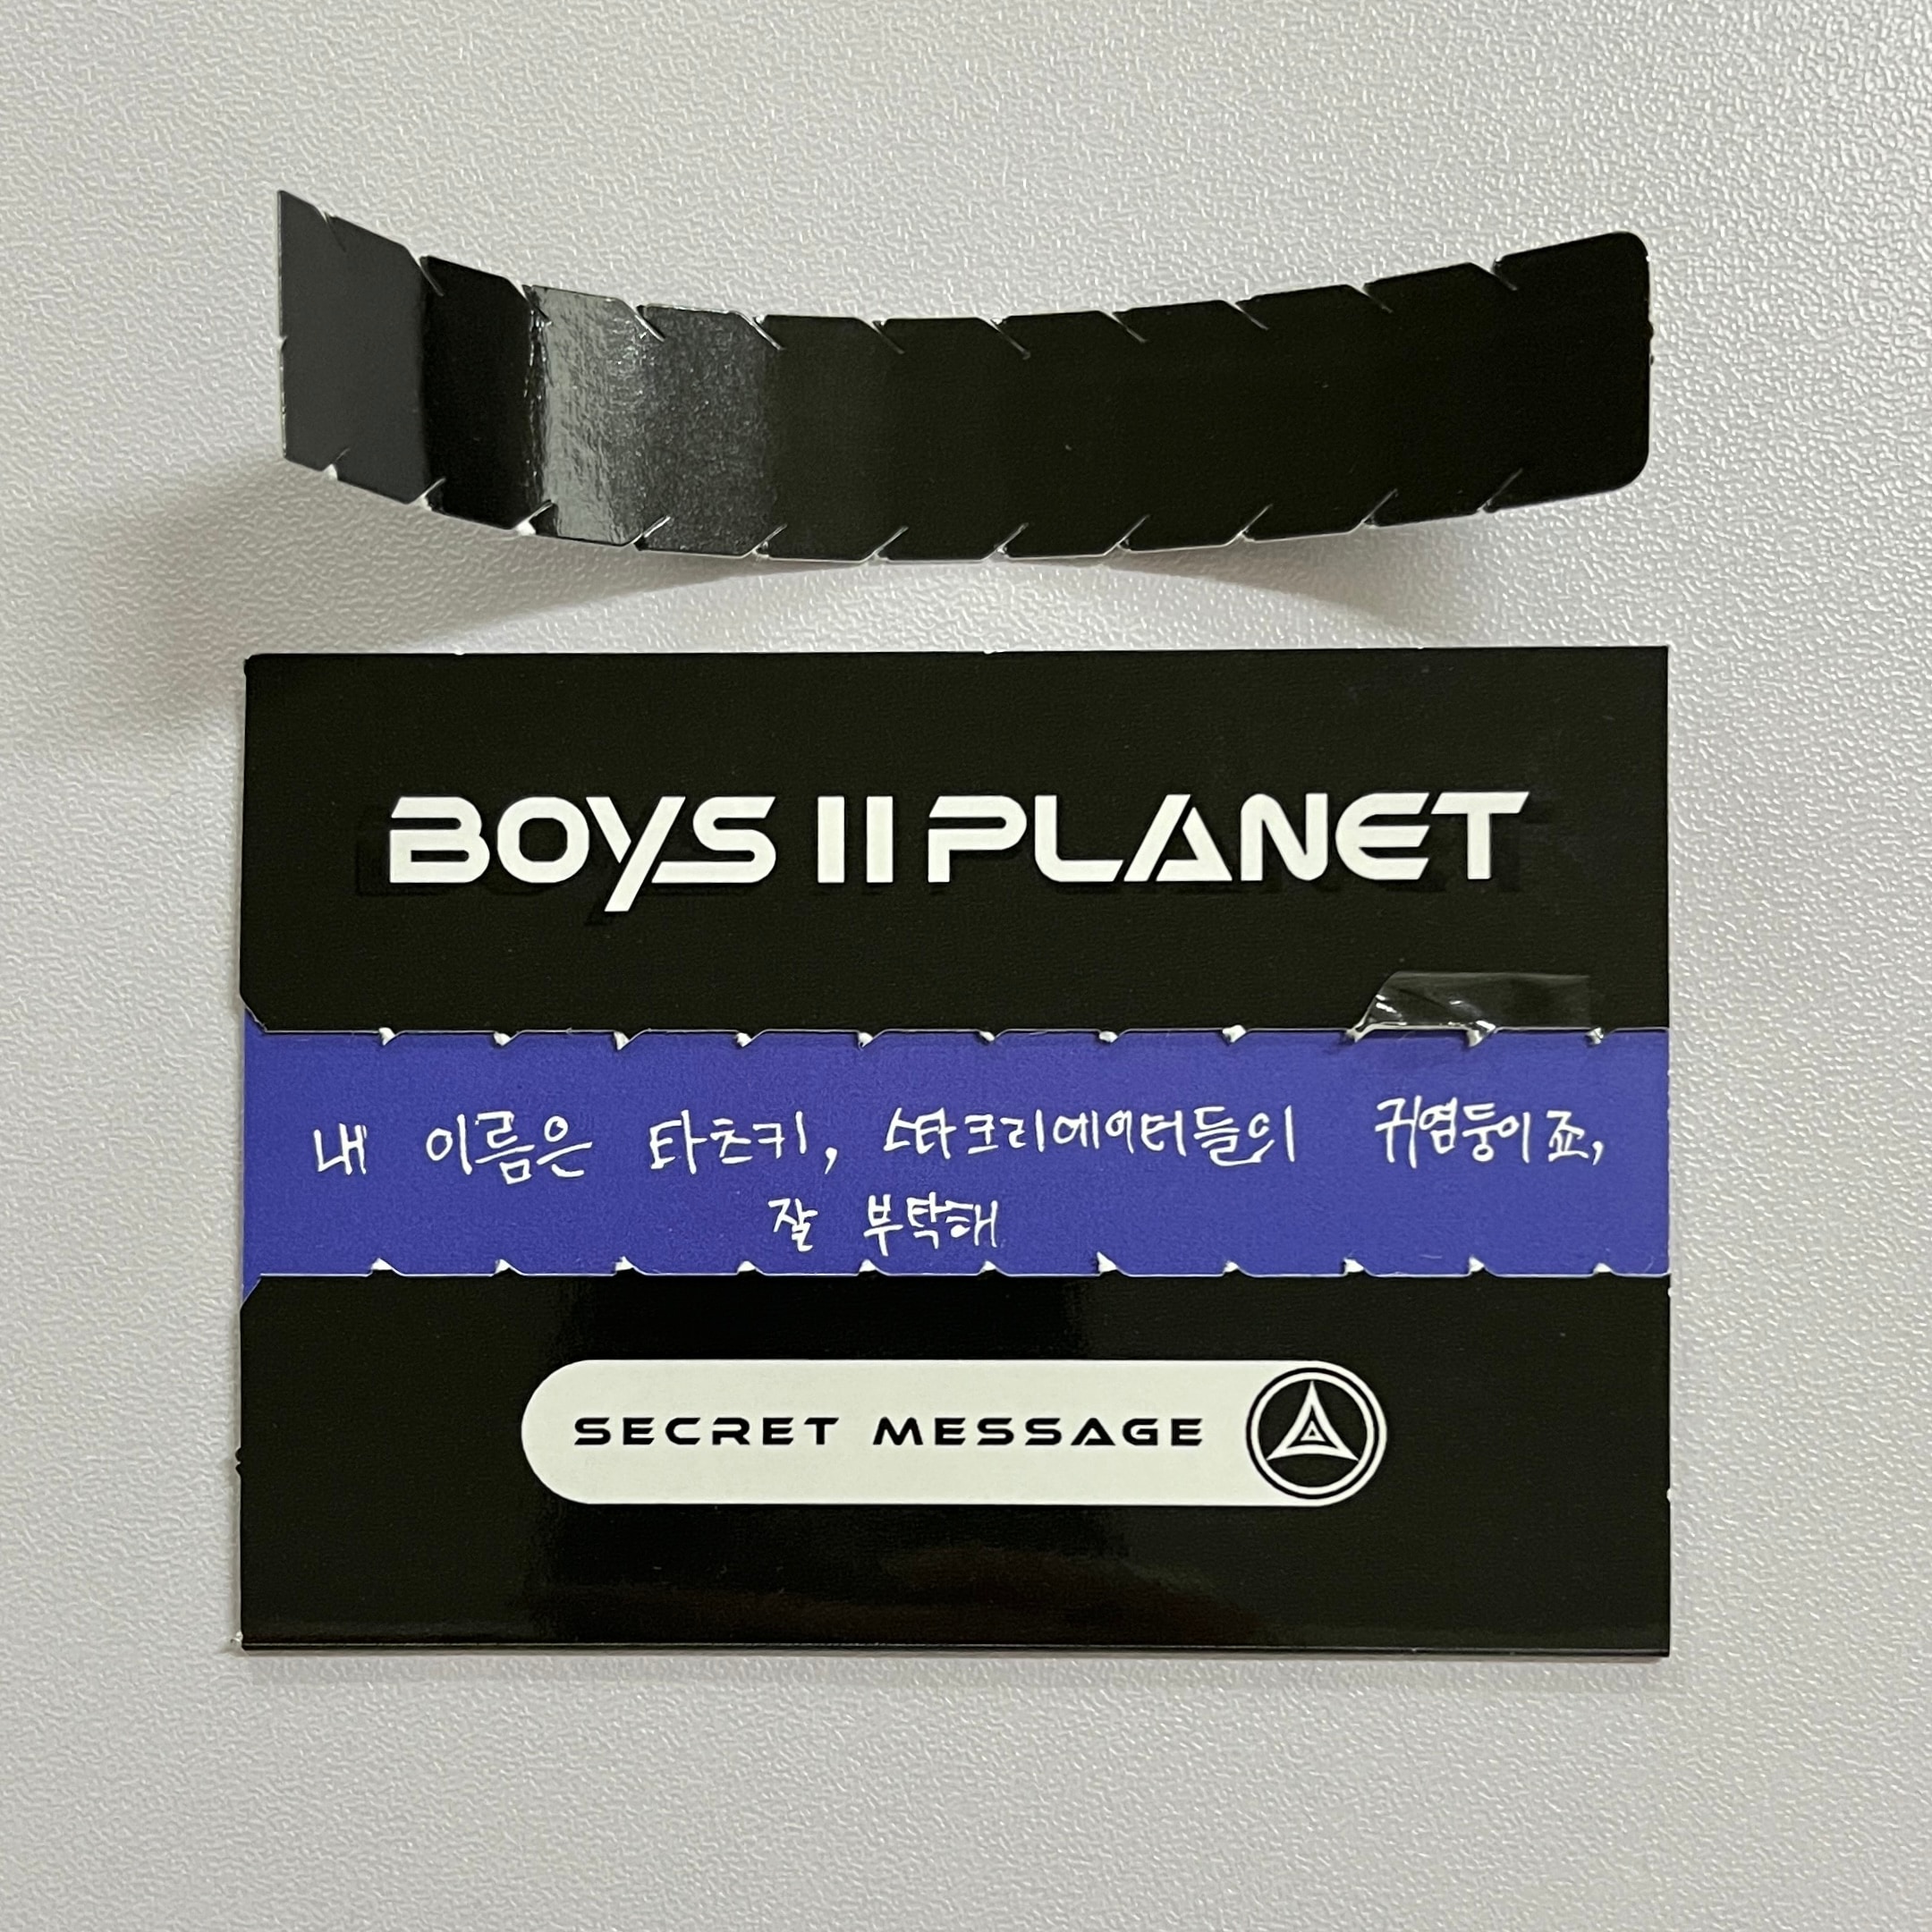 BOYS II PLANET
내 이름은 타츠키, 스타크리에이터들의 귀염둥이죠,
잘 부탁해
SECRET MESSAGE